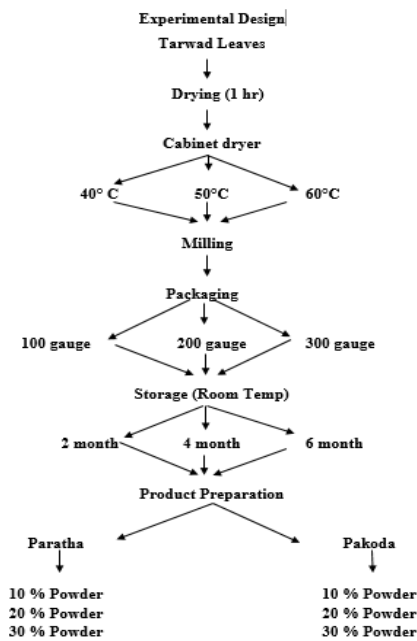 Experimental Design
Tarwad Leaves
Drying (1 hr)
Cabinet dryer
40° C 50°C 60°C
Milling
Packaging
100 gauge 200 gauge 300 gauge
Storage (Room Temp)
2 month 4 month 6 month
Product Preparation
Paratha Pakoda
10 % Powder 10 % Powder
20 % Powder 20 % Powder
30 % Powder 30 % Powder